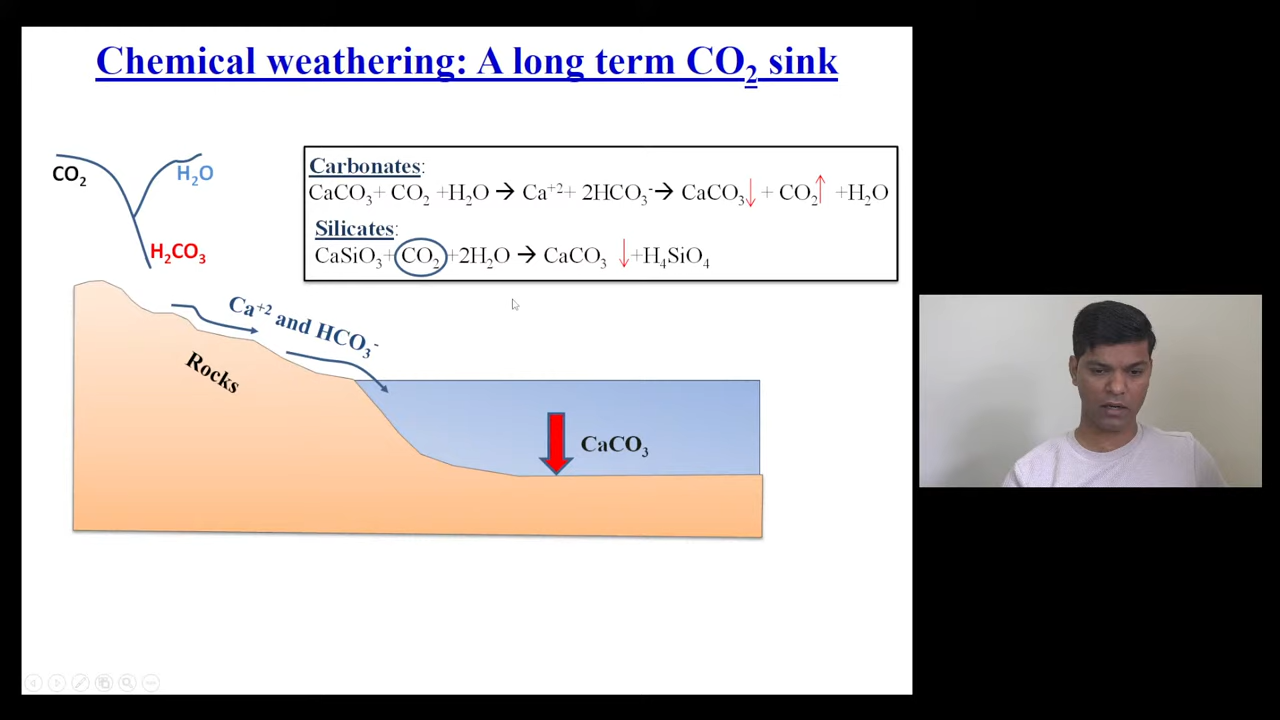 Chemical weathering: A long term CO₂ sink
CO₂
H₂O
H₂CO₃
Carbonates:
CaCO₃+ CO₂ +H₂O → Ca⁺²+ 2HCO₃⁻→ CaCO₃↓ + CO₂↑ +H₂O
Silicates:
CaSiO₃+ CO₂ +2H₂O → CaCO₃ ↓+H₄SiO₄
Ca⁺² and HCO₃⁻
Rocks
CaCO₃